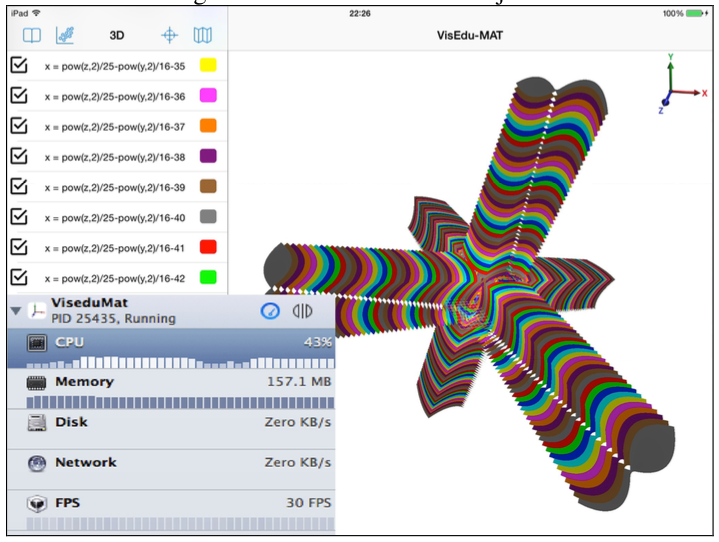 iPad 22:26 100%
3D VisEdu-MAT
x = pow(z,2)/25-pow(y,2)/16-35
x = pow(z,2)/25-pow(y,2)/16-36
x = pow(z,2)/25-pow(y,2)/16-37
x = pow(z,2)/25-pow(y,2)/16-38
x = pow(z,2)/25-pow(y,2)/16-39
x = pow(z,2)/25-pow(y,2)/16-40
x = pow(z,2)/25-pow(y,2)/16-41
x = pow(z,2)/25-pow(y,2)/16-42
Y
X
Z
ViseduMat
PID 25435, Running
CPU 43%
Memory 157.1 MB
Disk Zero KB/s
Network Zero KB/s
FPS 30 FPS